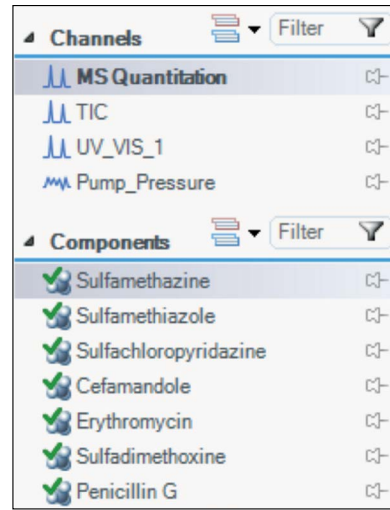 Channels Filter
MS Quantitation
TIC
UV_VIS_1
Pump_Pressure
Components Filter
Sulfamethazine
Sulfamethiazole
Sulfachloropyridazine
Cefamandole
Erythromycin
Sulfadimethoxine
Penicillin G